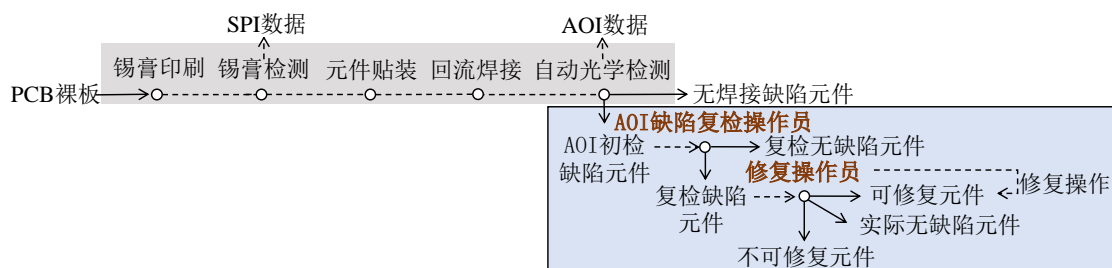 SPI数据
AOI数据
锡膏印刷
锡膏检测
元件贴装
回流焊接
自动光学检测
PCB裸板
无焊接缺陷元件
AOI缺陷复检操作员
AOI初检
缺陷元件
复检无缺陷元件
修复操作员
复检缺陷
元件
可修复元件
修复操作
实际无缺陷元件
不可修复元件